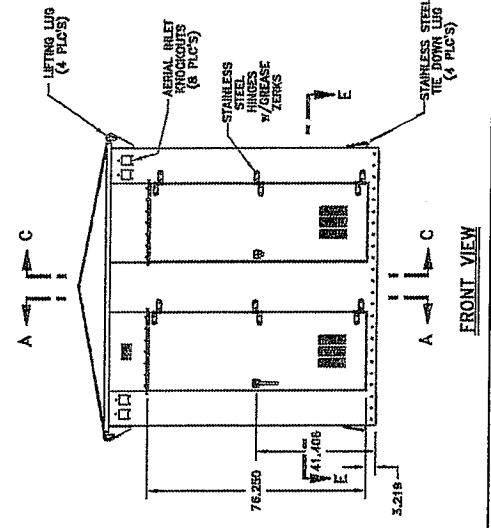 LIFTING LUG
(4 PLC'S)
AERIAL INLET
KNOCKOUTS
(8 PLC'S)
STAINLESS
STEEL
HINGES
W/GREASE
ZERKS
STAINLESS STEEL
TIE DOWN LUG
(4 PLC'S)
A
C
E
A
C
E
76.250
41.406
3.219
FRONT VIEW